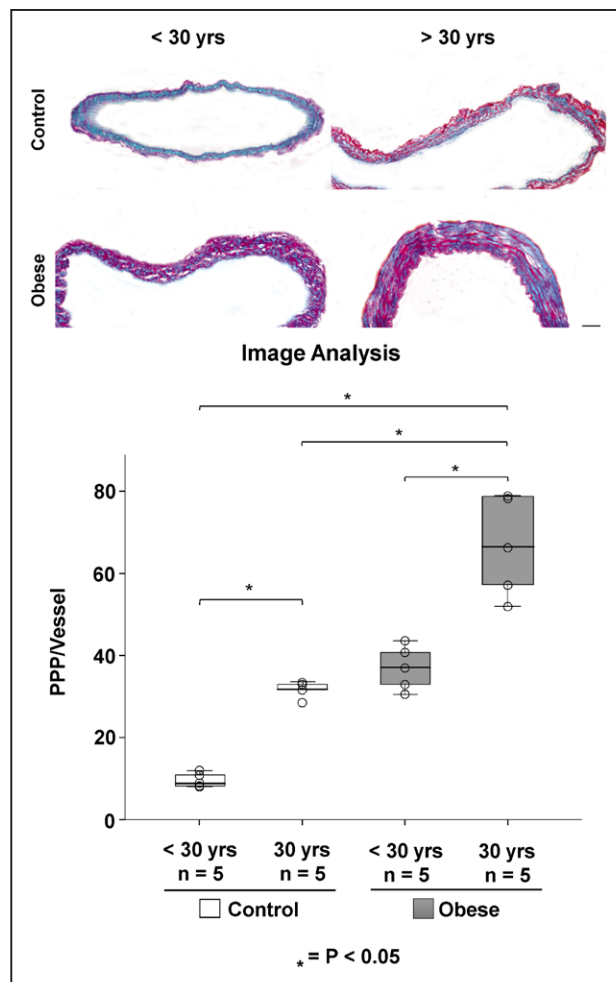 < 30 yrs > 30 yrs
Control
Obese
Image Analysis
*
*
*
*
PPP/Vessel
80
60
40
20
0
< 30 yrs 30 yrs < 30 yrs 30 yrs
n = 5 n = 5 n = 5 n = 5
Control Obese
* = P < 0.05